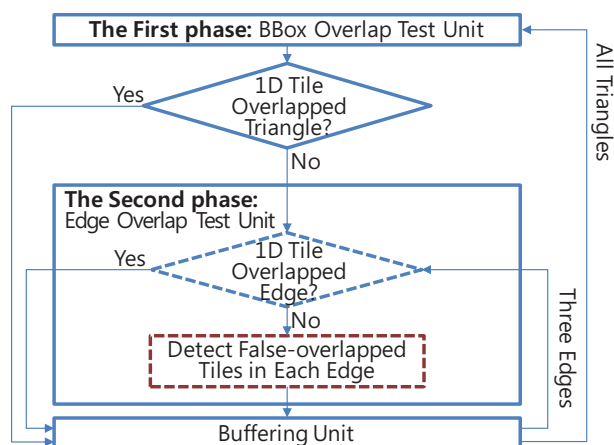 The First phase: BBox Overlap Test Unit
1D Tile
Overlapped
Triangle?
Yes
No
All Triangles
The Second phase:
Edge Overlap Test Unit
1D Tile
Overlapped
Edge?
Yes
No
Detect False-overlapped
Tiles in Each Edge
Three Edges
Buffering Unit